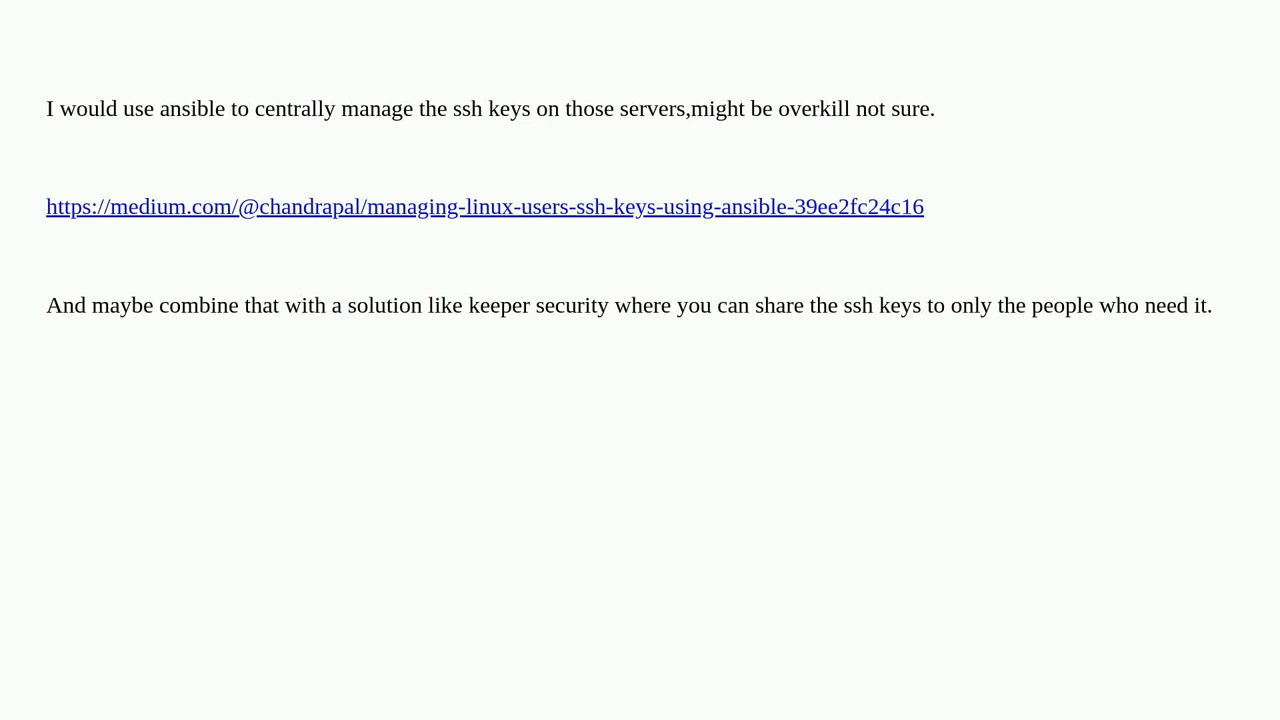 I would use ansible to centrally manage the ssh keys on those servers,might be overkill not sure.
https://medium.com/@chandrapal/managing-linux-users-ssh-keys-using-ansible-39ee2fc24c16
And maybe combine that with a solution like keeper security where you can share the ssh keys to only the people who need it.